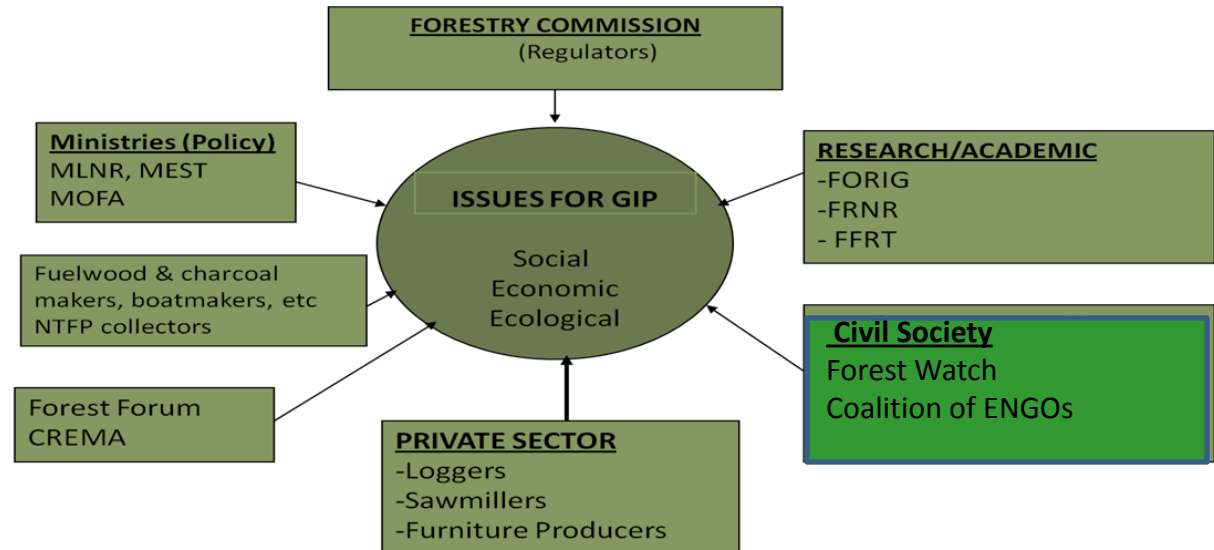 FORESTRY COMMISSION
(Regulators)
Ministries (Policy)
MLNR, MEST
MOFA
RESEARCH/ACADEMIC
-FORIG
-FRNR
- FFRT
ISSUES FOR GIP
Social
Economic
Ecological
Fuelwood & charcoal
makers, boatmakers, etc
NTFP collectors
Civil Society
Forest Watch
Coalition of ENGOs
Forest Forum
CREMA
PRIVATE SECTOR
-Loggers
-Sawmillers
-Furniture Producers